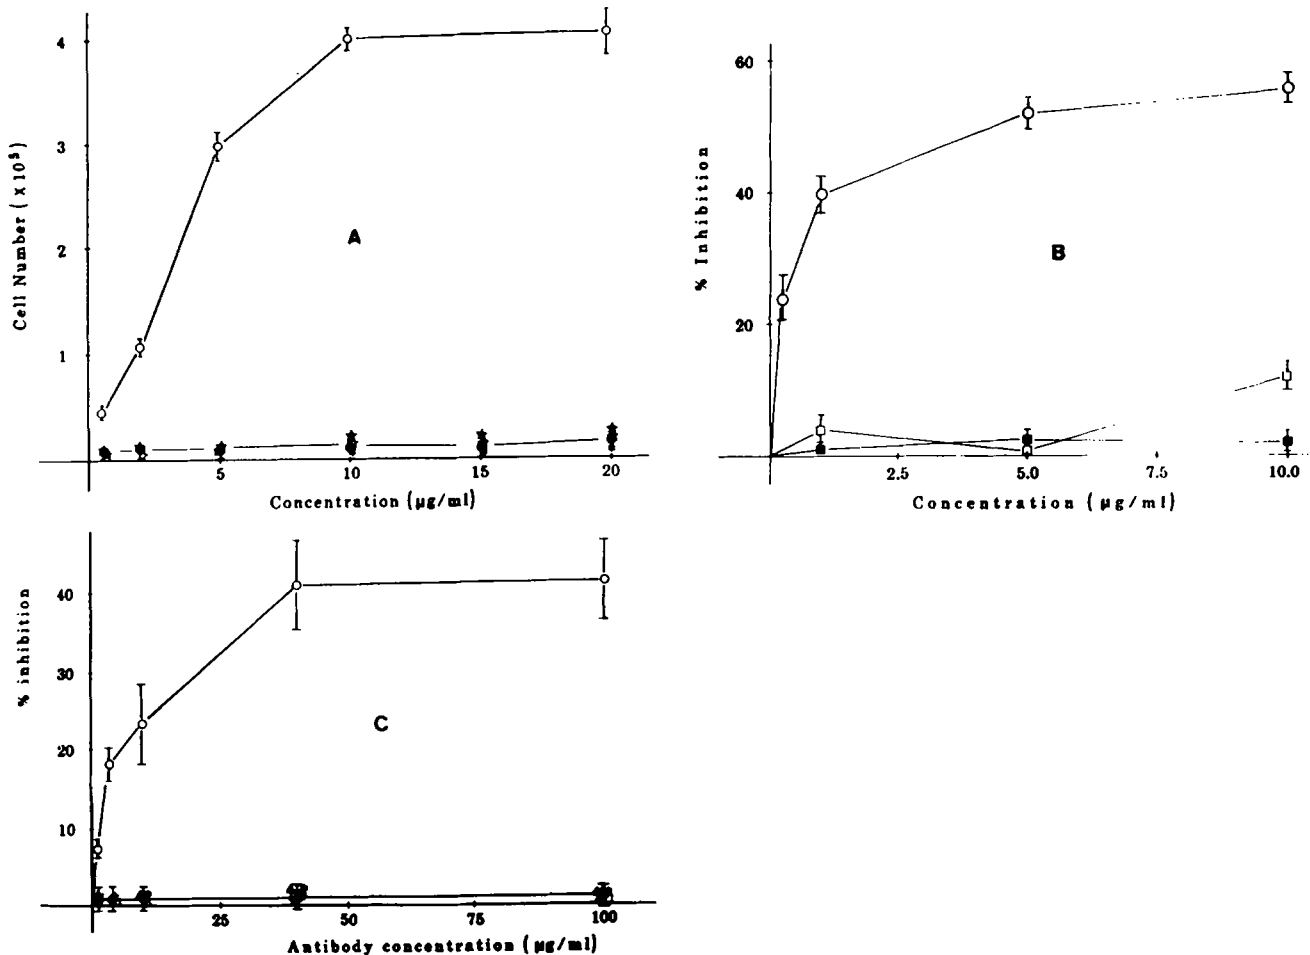 4
3
2
1
Cell Number ( x 10⁵ )
A
5
10
15
20
Concentration (µg/ml)
60
40
20
% Inhibition
B
2.5
5.0
7.5
10.0
Concentration ( µg/ml )
40
30
20
10
% inhibition
C
25
50
75
100
Antibody concentration ( µg/ml)